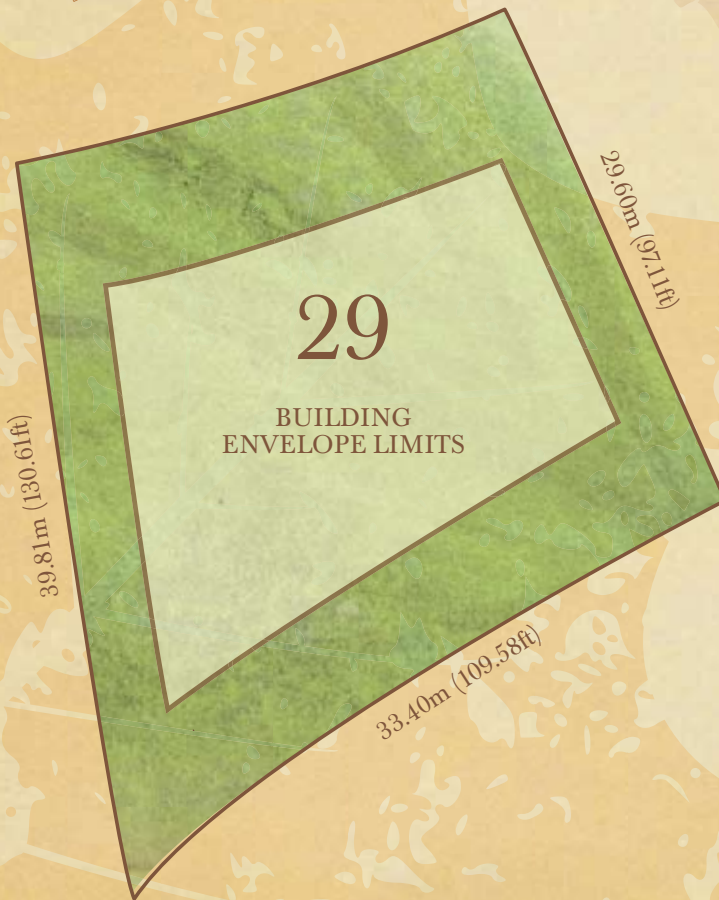 29
BUILDING
ENVELOPE LIMITS
29.60m (97.11ft)
39.81m (130.61ft)
33.40m (109.58ft)